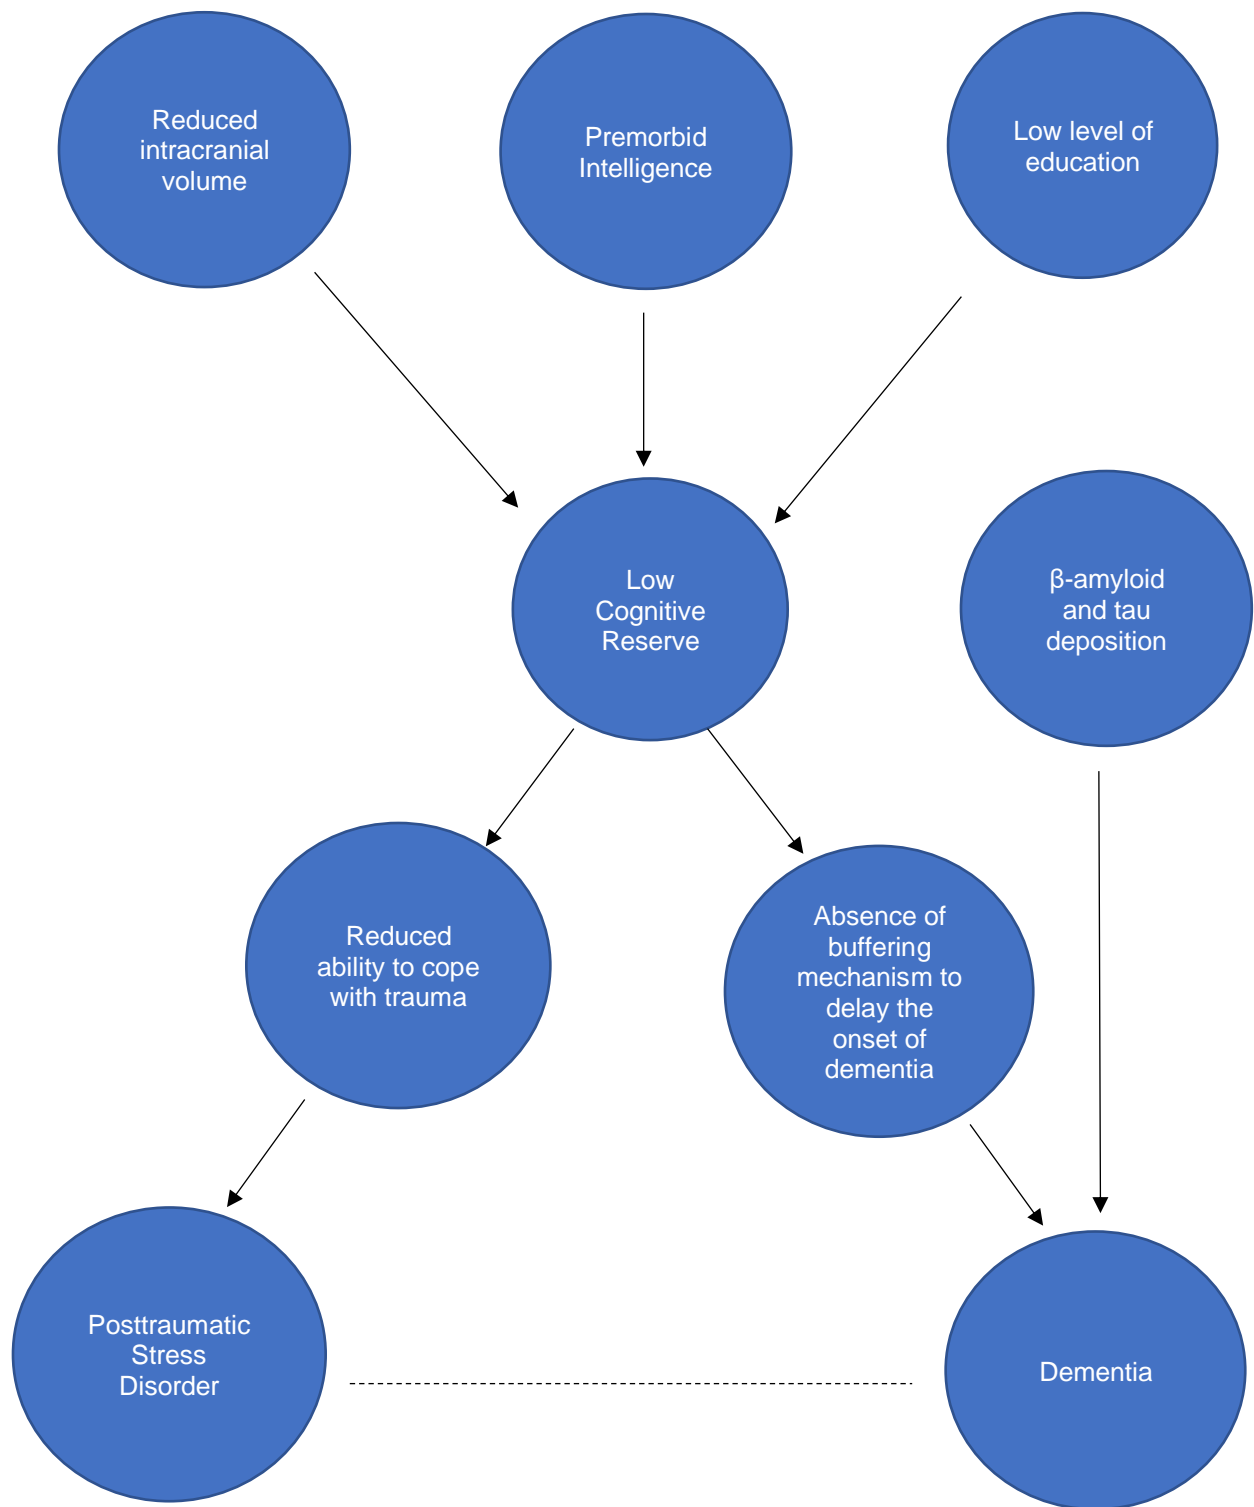 Reduced
intracranial
volume
Premorbid
Intelligence
Low level of
education
Low
Cognitive
Reserve
β-amyloid
and tau
deposition
Reduced
ability to cope
with trauma
Absence of
buffering
mechanism to
delay the
onset of
dementia
Posttraumatic
Stress
Disorder
Dementia